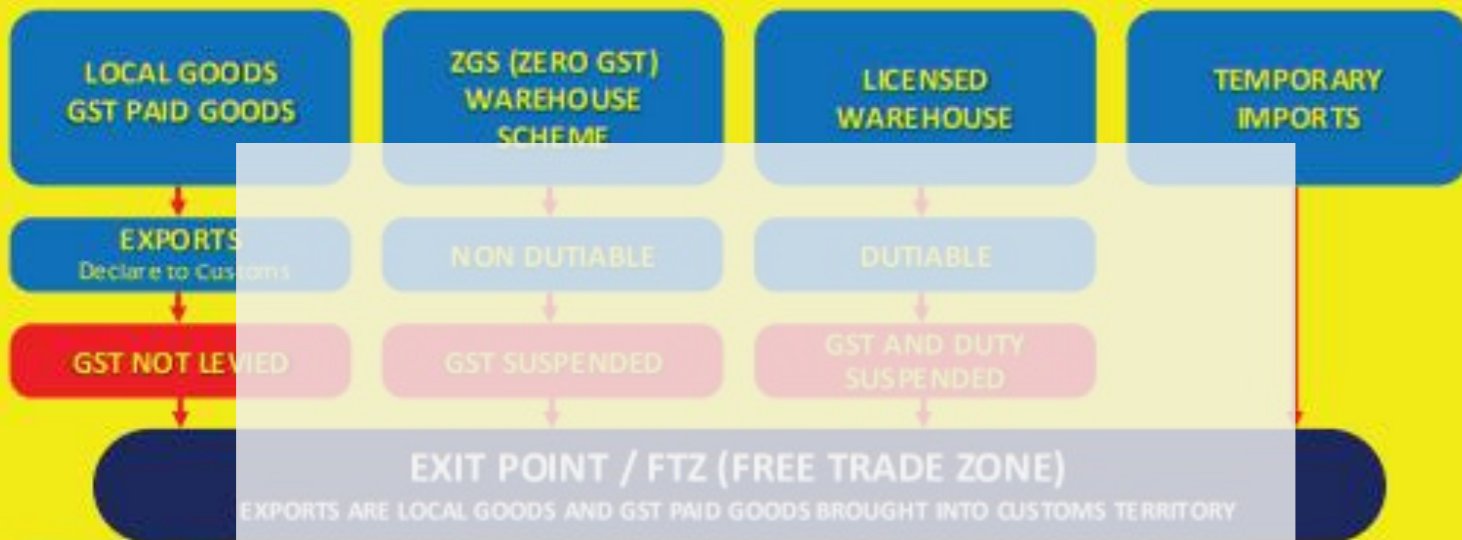 LOCAL GOODS
GST PAID GOODS
ZGS (ZERO GST)
WAREHOUSE
SCHEME
LICENSED
WAREHOUSE
TEMPORARY
IMPORTS
EXPORTS
Declare to Customs
NON DUTIABLE
DUTIABLE
GST NOT LEVIED
GST SUSPENDED
GST AND DUTY
SUSPENDED
EXIT POINT / FTZ (FREE TRADE ZONE)
EXPORTS ARE LOCAL GOODS AND GST PAID GOODS BROUGHT INTO CUSTOMS TERRITORY